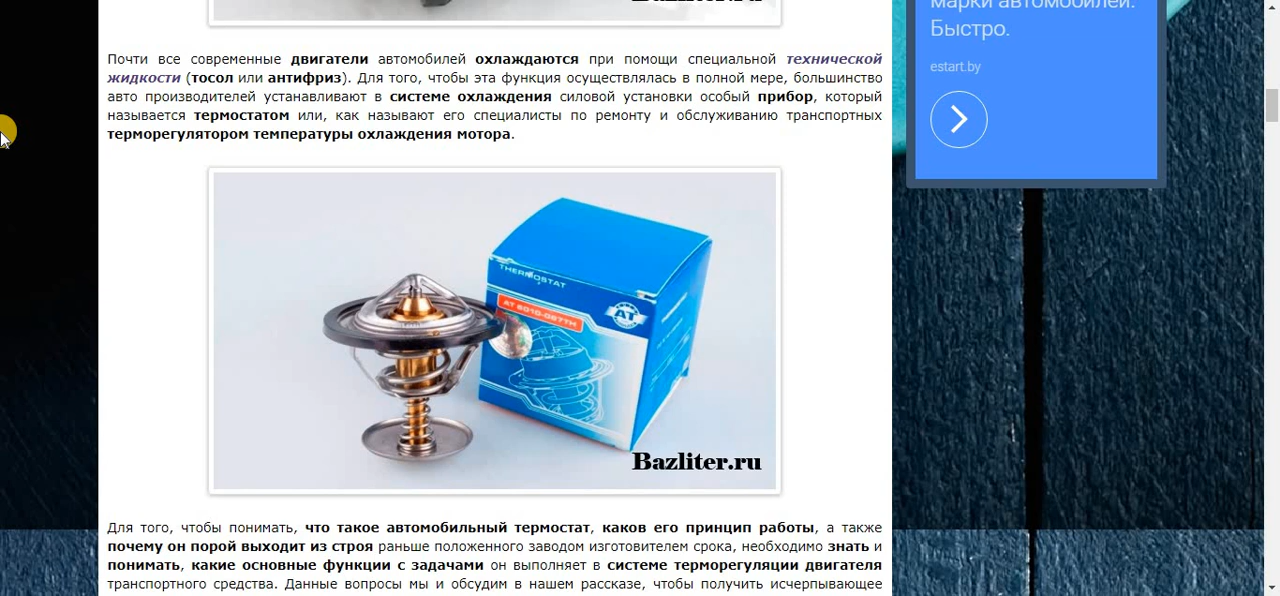 Bazliter.ru
марки автомобилей.
Быстро.
estart.by
Почти все современные двигатели автомобилей охлаждаются при помощи специальной технической
жидкости (тосол или антифриз). Для того, чтобы эта функция осуществлялась в полной мере, большинство
авто производителей устанавливают в системе охлаждения силовой установки особый прибор, который
называется термостатом или, как называют его специалисты по ремонту и обслуживанию транспортных
терморегулятором температуры охлаждения мотора.
THERMOSTAT
AT
Bazliter.ru
Для того, чтобы понимать, что такое автомобильный термостат, каков его принцип работы, а также
почему он порой выходит из строя раньше положенного заводом изготовителем срока, необходимо знать и
понимать, какие основные функции с задачами он выполняет в системе терморегуляции двигателя
транспортного средства. Данные вопросы мы и обсудим в нашем рассказе, чтобы получить исчерпывающее